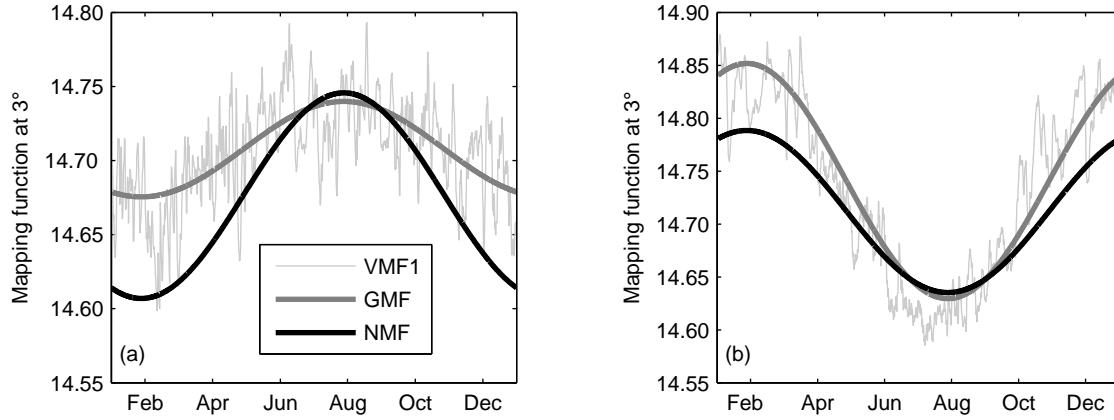 Mapping function at 3°
14.80
14.75
14.70
14.65
14.60
14.55
VMF1
GMF
NMF
(a)
Feb Apr Jun Aug Oct Dec
Mapping function at 3°
14.90
14.85
14.80
14.75
14.70
14.65
14.60
14.55
(b)
Feb Apr Jun Aug Oct Dec